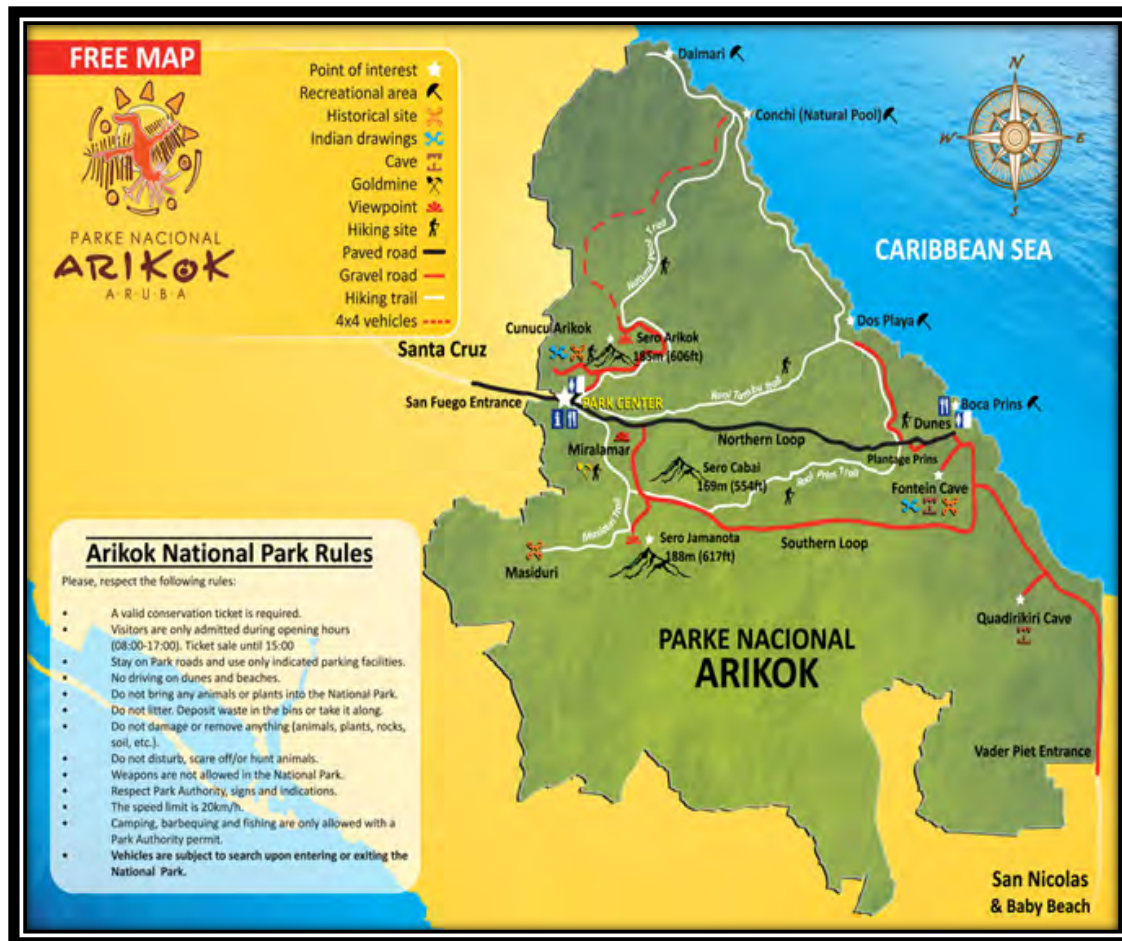 FREE MAP
PARKE NACIONAL
ARIKOK
A·R·U·B·A
Point of interest
Recreational area
Historical site
Indian drawings
Cave
Goldmine
Viewpoint
Hiking site
Paved road
Gravel road
Hiking trail
4x4 vehicles
Daimari
Conchi (Natural Pool)
N
W
E
S
CARIBBEAN SEA
Natural Pool Trail
Dos Playa
Cunucu Arikok
Sero Arikok
185m (606ft)
Santa Cruz
San Fuego Entrance
PARK CENTER
Rooi Tambu Trail
Boca Prins
Dunes
Northern Loop
Miralamar
Plantage Prins
Sero Cabai
169m (554ft)
Rooi Prins Trail
Fontein Cave
Masiduri Trail
Sero Jamanota
188m (617ft)
Southern Loop
Masiduri
Quadirikiri Cave
PARKE NACIONAL
ARIKOK
Vader Piet Entrance
San Nicolas
& Baby Beach
Arikok National Park Rules
Please, respect the following rules:
• A valid conservation ticket is required.
• Visitors are only admitted during opening hours
(08:00-17:00). Ticket sale until 15:00
• Stay on Park roads and use only indicated parking facilities.
• No driving on dunes and beaches.
• Do not bring any animals or plants into the National Park.
• Do not litter. Deposit waste in the bins or take it along.
• Do not damage or remove anything (animals, plants, rocks,
soil, etc.).
• Do not disturb, scare off/or hunt animals.
• Weapons are not allowed in the National Park.
• Respect Park Authority, signs and indications.
• The speed limit is 20km/h.
• Camping, barbequing and fishing are only allowed with a
Park Authority permit.
• Vehicles are subject to search upon entering or exiting the
National Park.